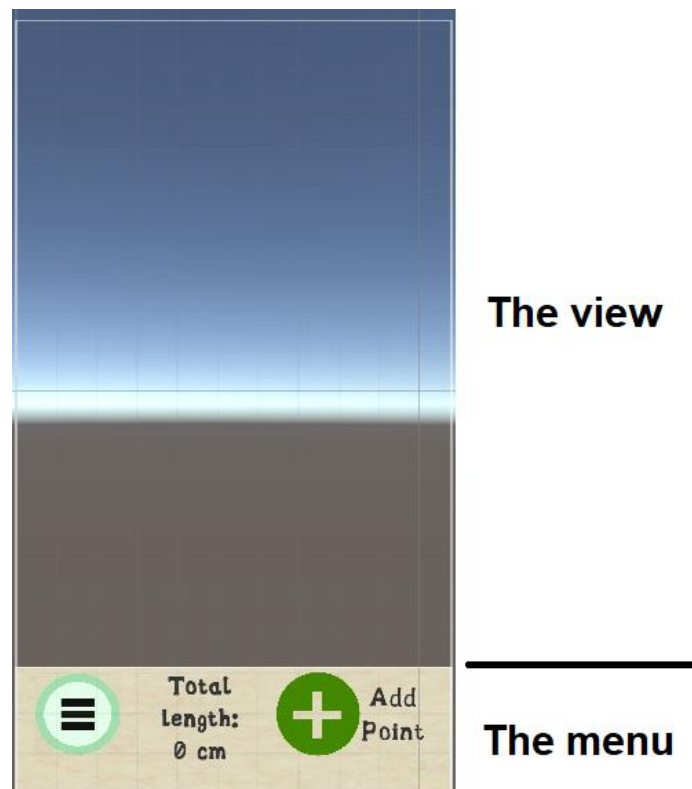 The view
Total
length:
0 cm
Add
Point
The menu